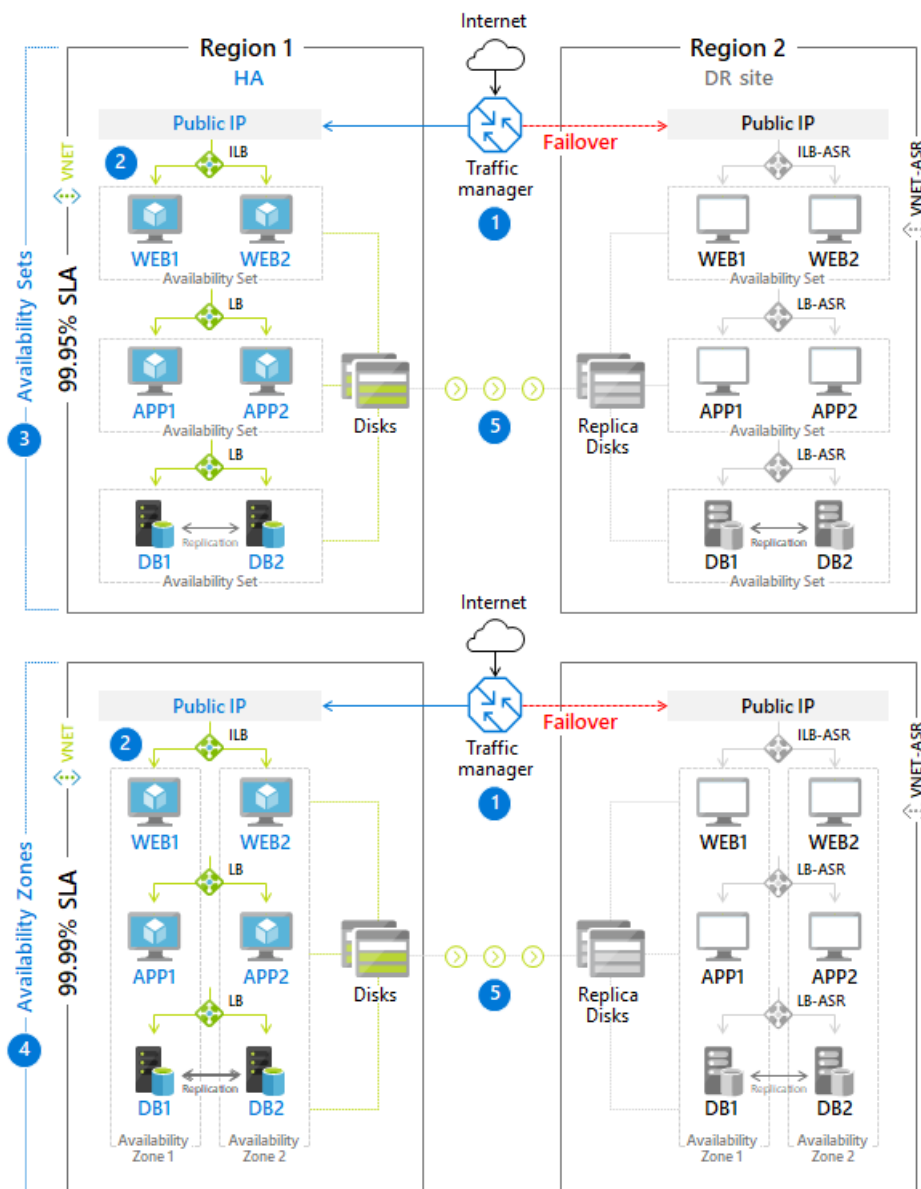 Internet
Region 1
HA
Region 2
DR site
Public IP
Public IP
Failover
Traffic
manager
1
2
ILB
ILB-ASR
VNET
VNET-ASR
WEB1
WEB2
Availability Set
WEB1
WEB2
Availability Set
LB
LB-ASR
Availability Sets
99.95% SLA
3
APP1
APP2
Availability Set
Disks
5
Replica
Disks
APP1
APP2
Availability Set
LB
LB-ASR
Replication
DB1
DB2
Availability Set
Replication
DB1
DB2
Availability Set
Internet
Public IP
Public IP
Failover
Traffic
manager
1
2
ILB
ILB-ASR
VNET
VNET-ASR
WEB1
WEB2
WEB1
WEB2
LB
LB-ASR
Availability Zones
99.99% SLA
4
APP1
APP2
Disks
5
Replica
Disks
APP1
APP2
LB
LB-ASR
Replication
DB1
DB2
Replication
DB1
DB2
Availability
Zone 1
Availability
Zone 2
Availability
Zone 1
Availability
Zone 2